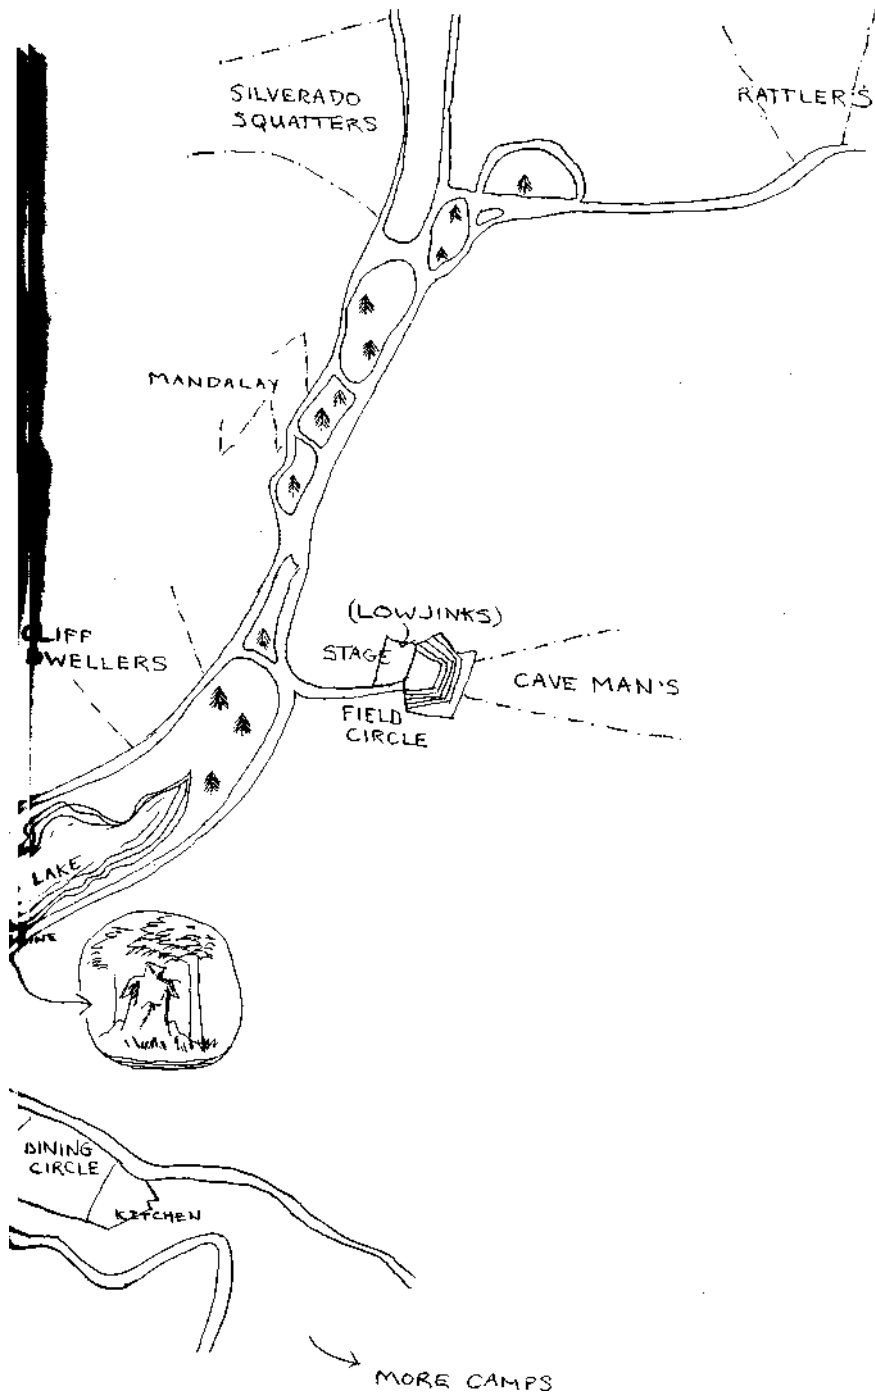 SILVERADO
SQUATTERS
RATTLER'S
MANDALAY
(LOWJINKS)
CLIFF
DWELLERS
STAGE
CAVE MAN'S
FIELD
CIRCLE
LAKE
DINING
CIRCLE
KITCHEN
MORE CAMPS